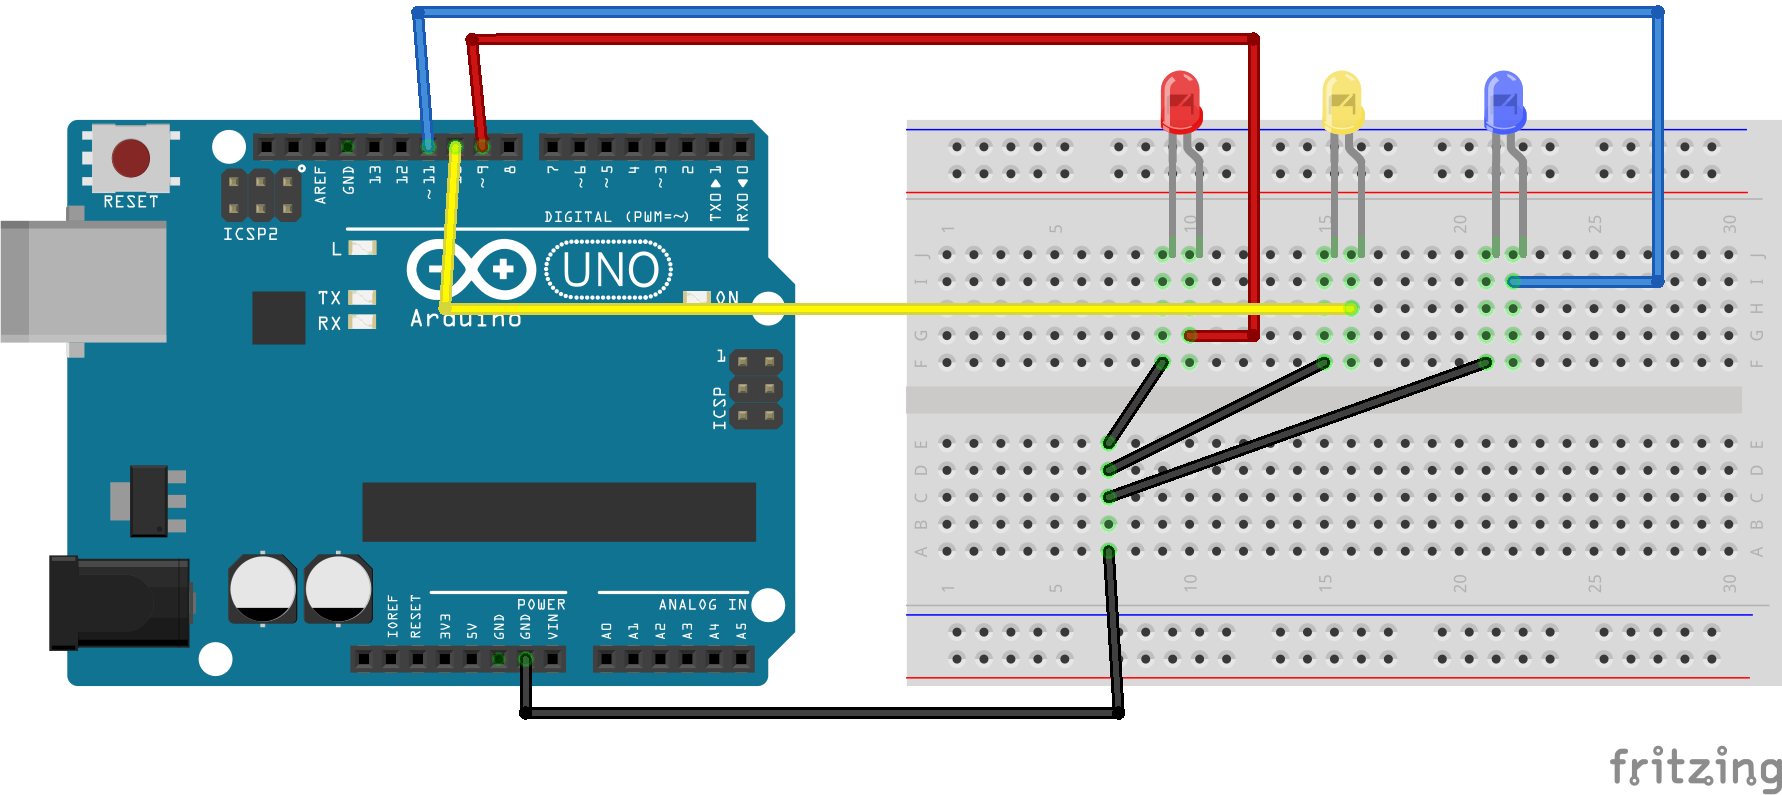 RESET
ICSP2
AREF
GND
13
12
~11
~9
8
7
~6
~5
4
~3
2
TX0▶1
RX0◀0
DIGITAL (PWM=~)
L
TX
RX
UNO
ON
Arduino
1
ICSP
IOREF
RESET
3V3
5V
GND
GND
VIN
POWER
ANALOG IN
A0
A1
A2
A3
A4
A5
1 5 10 15 20 25 30
J J
I I
H H
G G
F F
E E
D D
C C
B B
A A
1 5 10 15 20 25 30
fritzing